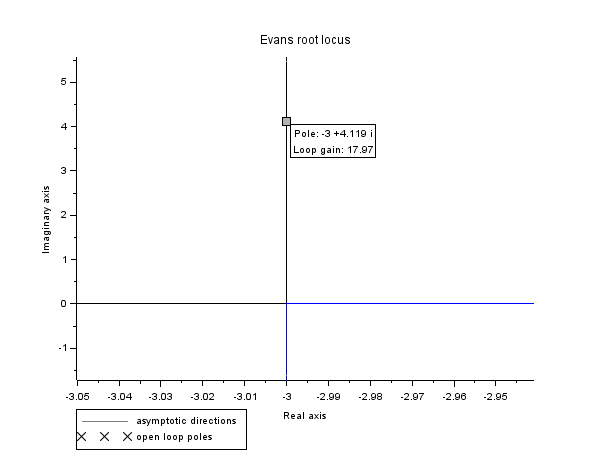 Evans root locus
5
4
3
2
1
0
-1
Imaginary axis
Pole: -3 +4.119 i
Loop gain: 17.97
-3.05 -3.04 -3.03 -3.02 -3.01 -3 -2.99 -2.98 -2.97 -2.96 -2.95
Real axis
asymptotic directions
open loop poles